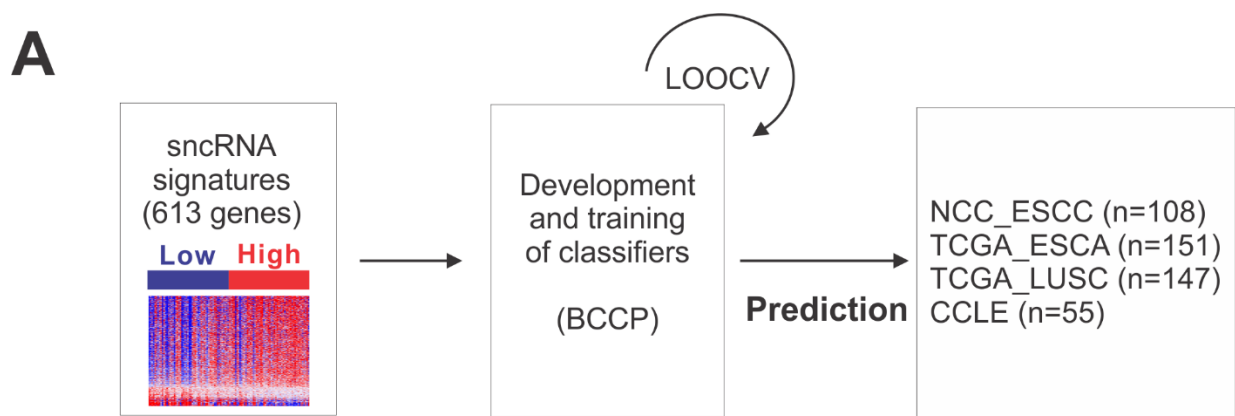 A
LOOCV
sncRNA
signatures
(613 genes)
Low High
Development
and training
of classifiers
(BCCP)
Prediction
NCC_ESCC (n=108)
TCGA_ESCA (n=151)
TCGA_LUSC (n=147)
CCLE (n=55)